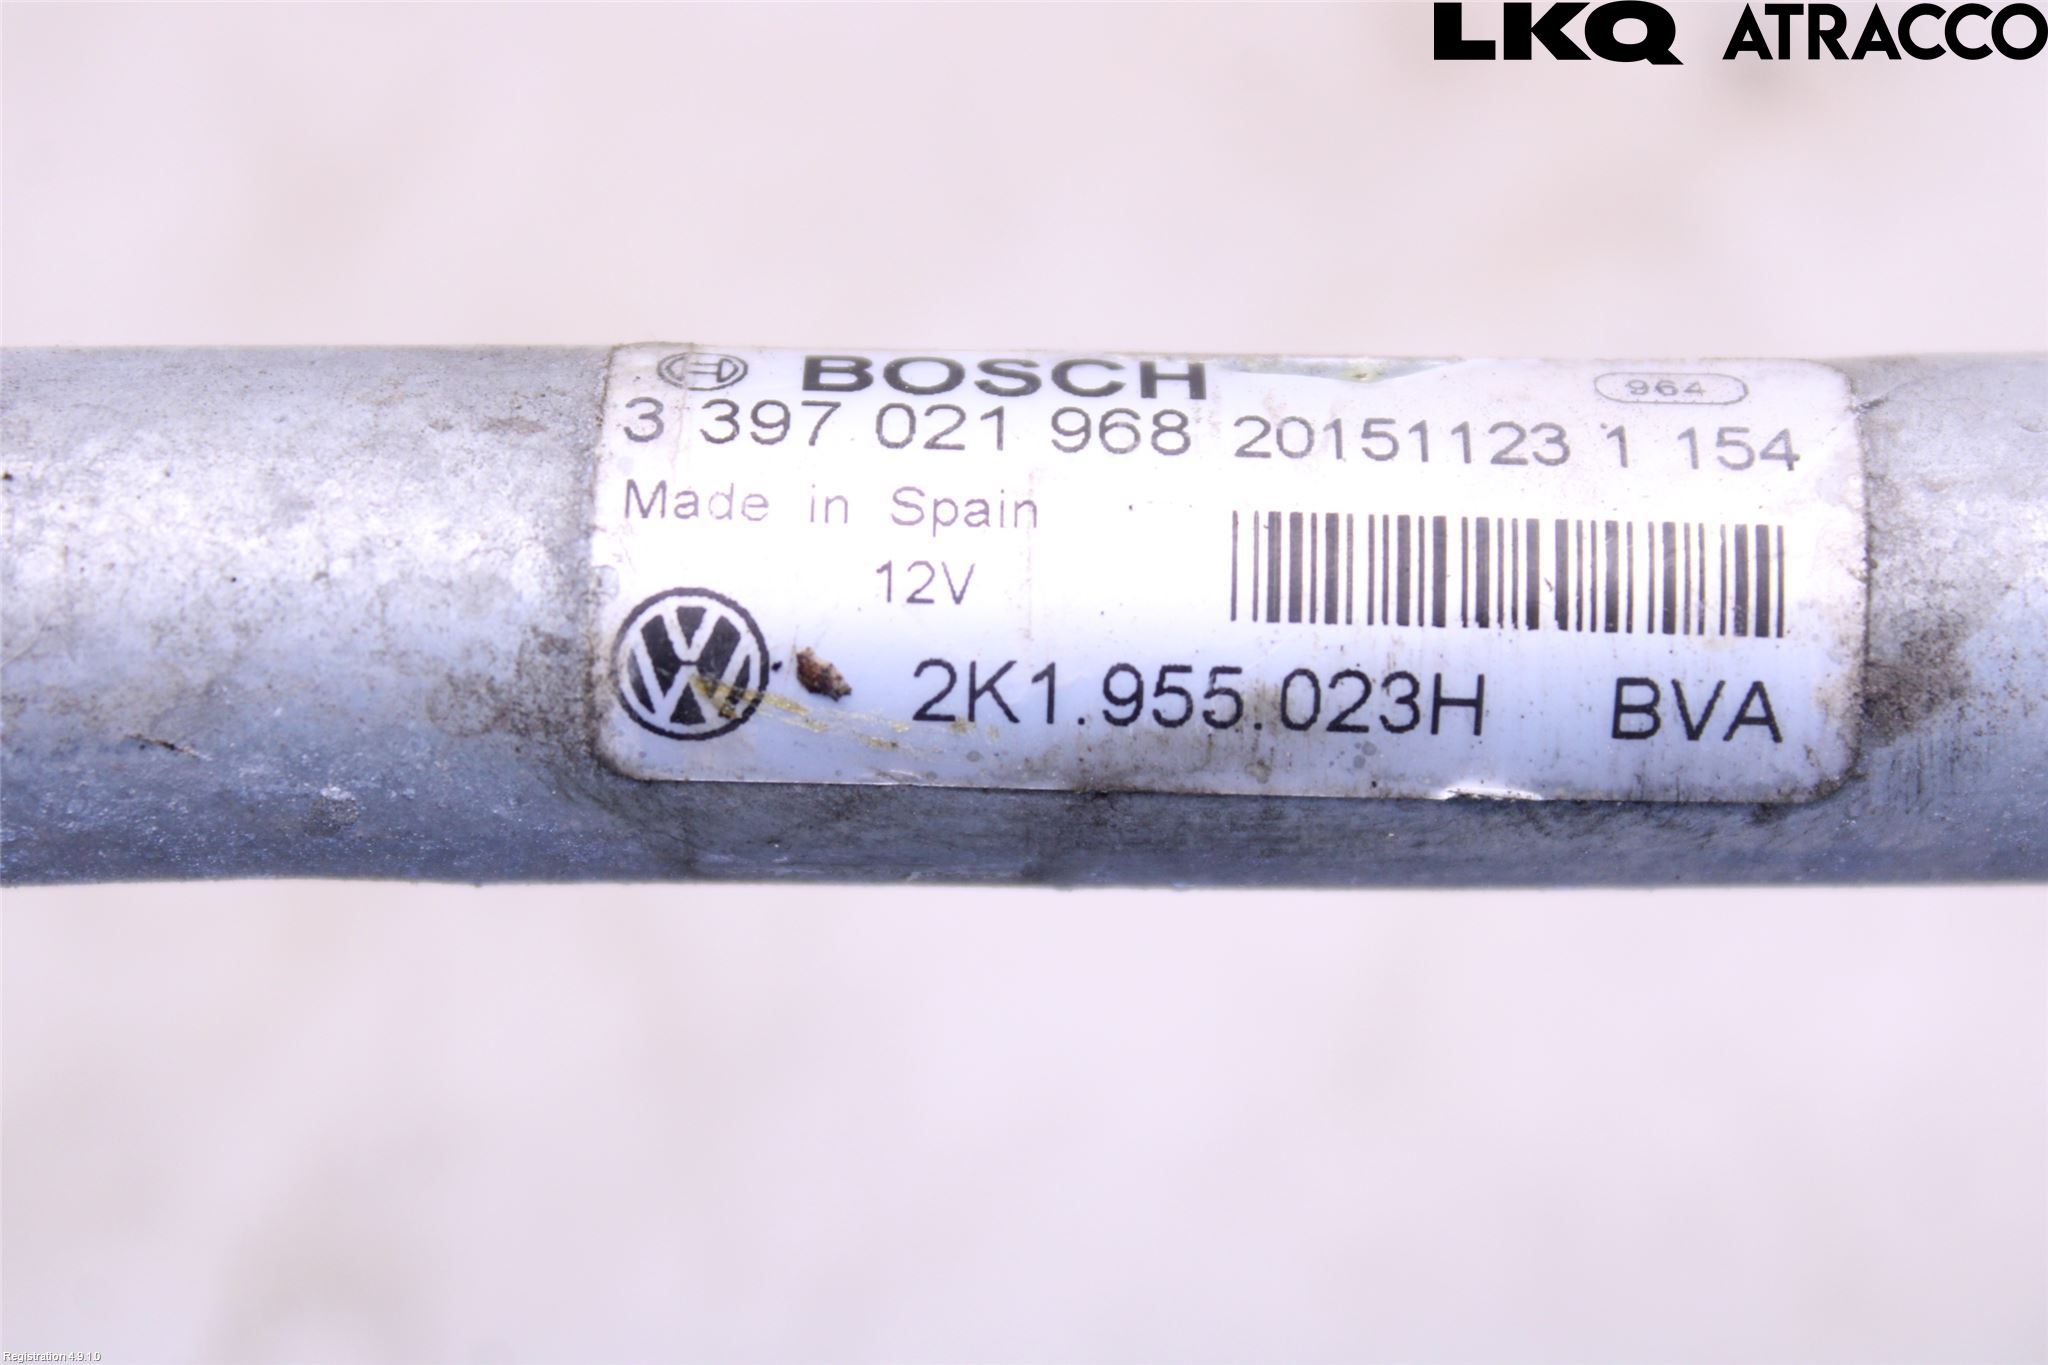 LKQ ATRACCO
BOSCH 964
3 397 021 968 20151123 1 154
Made in Spain
12V
2K1.955.023H BVA
Registration 4.9.1.0